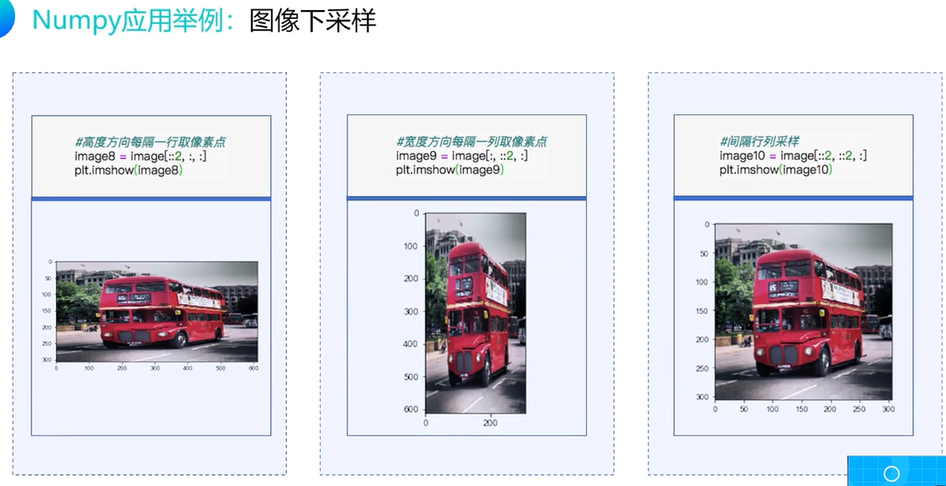 Numpy应用举例：图像下采样
#高度方向每隔一行取像素点
image8 = image[::2, :, :]
plt.imshow(image8)
0
50
100
150
200
250
300
0 100 200 300 400 500 600
#宽度方向每隔一列取像素点
image9 = image[:, ::2, :]
plt.imshow(image9)
0
100
200
300
400
500
600
0 200
#间隔行列采样
image10 = image[::2, ::2, :]
plt.imshow(image10)
0
50
100
150
200
250
300
0 50 100 150 200 250 300